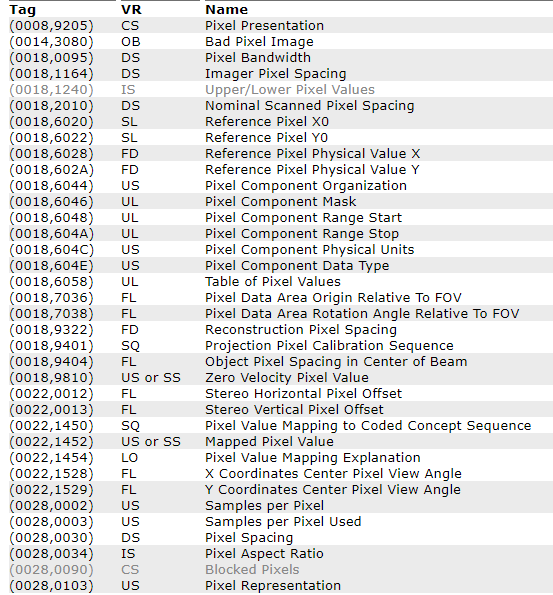 Tag VR Name
(0008,9205) CS Pixel Presentation
(0014,3080) OB Bad Pixel Image
(0018,0095) DS Pixel Bandwidth
(0018,1164) DS Imager Pixel Spacing
(0018,1240) IS Upper/Lower Pixel Values
(0018,2010) DS Nominal Scanned Pixel Spacing
(0018,6020) SL Reference Pixel X0
(0018,6022) SL Reference Pixel Y0
(0018,6028) FD Reference Pixel Physical Value X
(0018,602A) FD Reference Pixel Physical Value Y
(0018,6044) US Pixel Component Organization
(0018,6046) UL Pixel Component Mask
(0018,6048) UL Pixel Component Range Start
(0018,604A) UL Pixel Component Range Stop
(0018,604C) US Pixel Component Physical Units
(0018,604E) US Pixel Component Data Type
(0018,6058) UL Table of Pixel Values
(0018,7036) FL Pixel Data Area Origin Relative To FOV
(0018,7038) FL Pixel Data Area Rotation Angle Relative To FOV
(0018,9322) FD Reconstruction Pixel Spacing
(0018,9401) SQ Projection Pixel Calibration Sequence
(0018,9404) FL Object Pixel Spacing in Center of Beam
(0018,9810) US or SS Zero Velocity Pixel Value
(0022,0012) FL Stereo Horizontal Pixel Offset
(0022,0013) FL Stereo Vertical Pixel Offset
(0022,1450) SQ Pixel Value Mapping to Coded Concept Sequence
(0022,1452) US or SS Mapped Pixel Value
(0022,1454) LO Pixel Value Mapping Explanation
(0022,1528) FL X Coordinates Center Pixel View Angle
(0022,1529) FL Y Coordinates Center Pixel View Angle
(0028,0002) US Samples per Pixel
(0028,0003) US Samples per Pixel Used
(0028,0030) DS Pixel Spacing
(0028,0034) IS Pixel Aspect Ratio
(0028,0090) CS Blocked Pixels
(0028,0103) US Pixel Representation